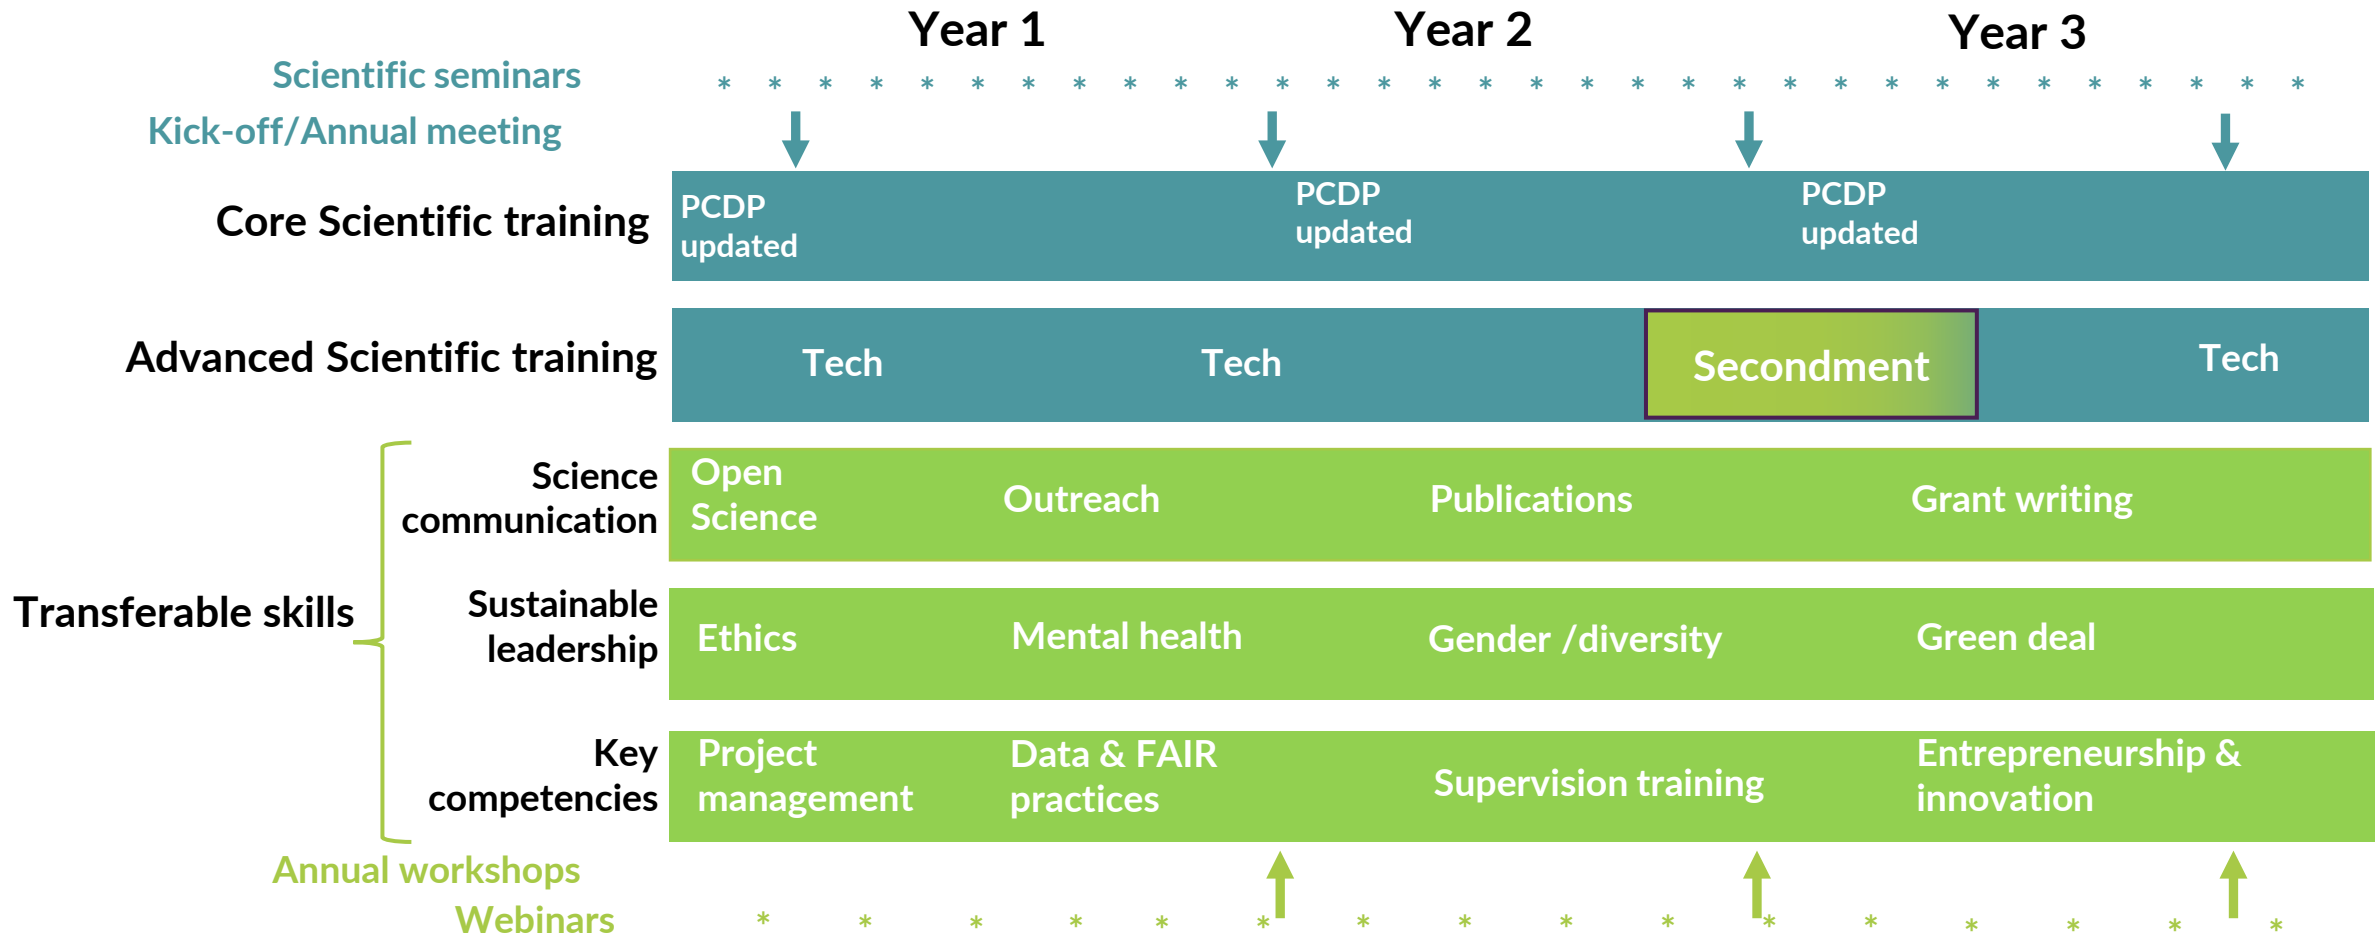 Year 1
Year 2
Year 3
Scientific seminars
* * * * * * * * * * * * * * * * * * * * * * * * * * * * * * * *
Kick-off/Annual meeting
Core Scientific training
PCDP
updated
PCDP
updated
PCDP
updated
Advanced Scientific training
Tech
Tech
Secondment
Tech
Transferable skills
Science
communication
Open
Science
Outreach
Publications
Grant writing
Sustainable
leadership
Ethics
Mental health
Gender /diversity
Green deal
Key
competencies
Project
management
Data & FAIR
practices
Supervision training
Entrepreneurship &
innovation
Annual workshops
Webinars
* * * * * * * * * * * * * * * *